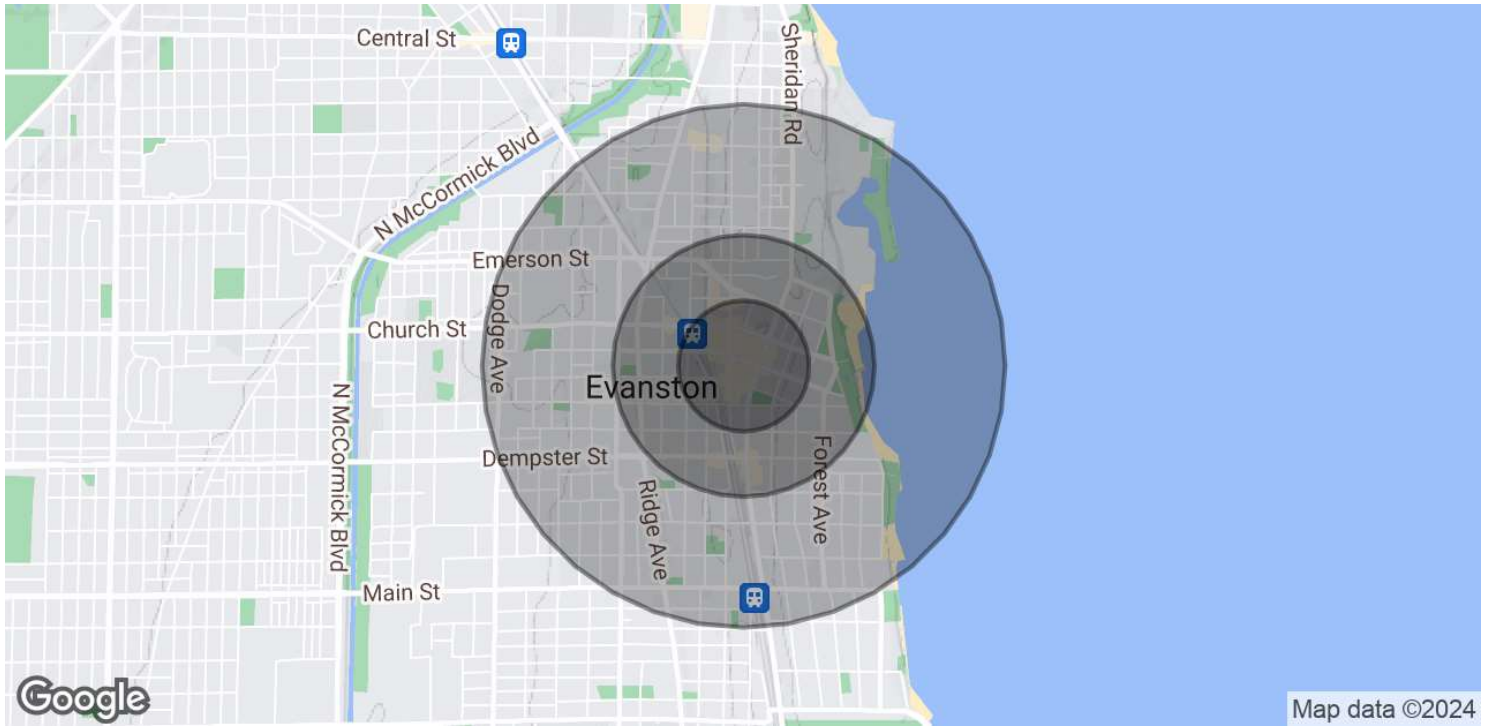 Central St
Sheridan Rd
N McCormick Blvd
Emerson St
Dodge Ave
Church St
Evanston
N McCormick Blvd
Dempster St
Forest Ave
Ridge Ave
Main St
Google
Map data ©2024